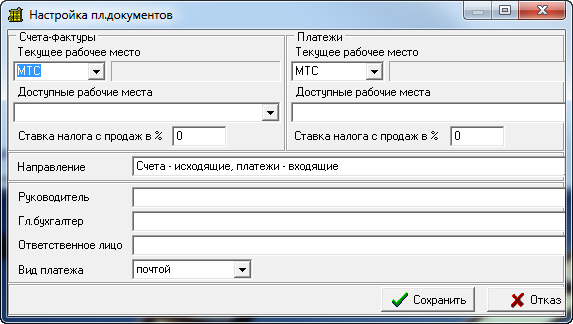 Настройка пл.документов
Счета-фактуры
Текущее рабочее место
МТС
Доступные рабочие места
Ставка налога с продаж в % 0
Платежи
Текущее рабочее место
МТС
Доступные рабочие места
Ставка налога с продаж в % 0
Направление Счета - исходящие, платежи - входящие
Руководитель
Гл.бухгалтер
Ответственное лицо
Вид платежа почтой
Сохранить Отказ